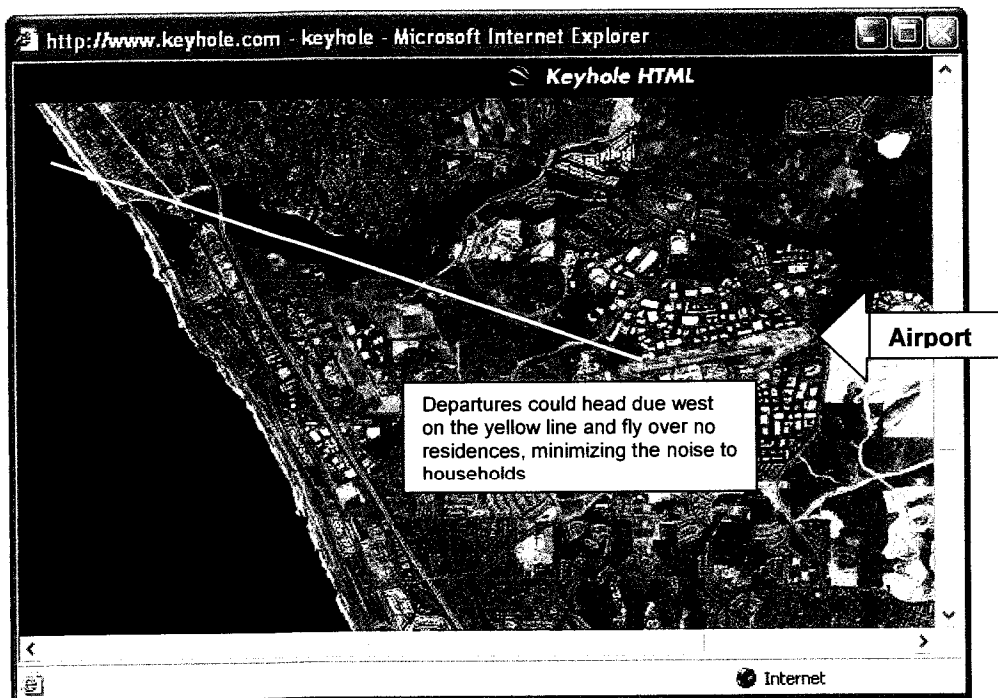 http://www.keyhole.com - keyhole - Microsoft Internet Explorer
Keyhole HTML
Airport
Departures could head due west
on the yellow line and fly over no
residences, minimizing the noise to
households
Internet